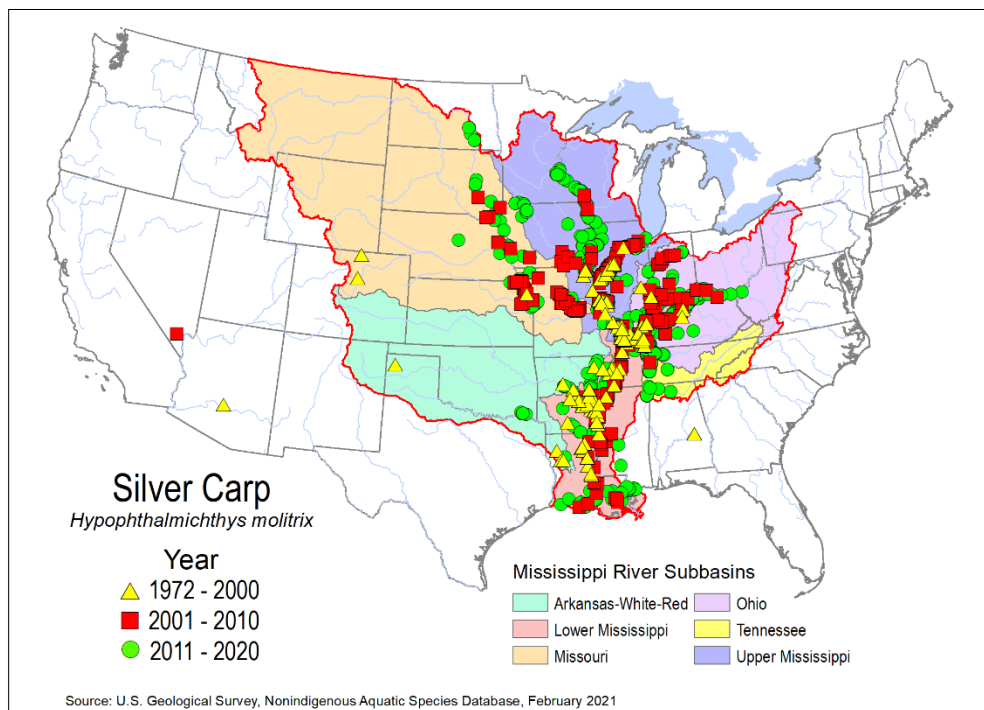 Silver Carp
Hypophthalmichthys molitrix
Year
1972 - 2000
2001 - 2010
2011 - 2020
Mississippi River Subbasins
Arkansas-White-Red
Ohio
Lower Mississippi
Tennessee
Missouri
Upper Mississippi
Source: U.S. Geological Survey, Nonindigenous Aquatic Species Database, February 2021